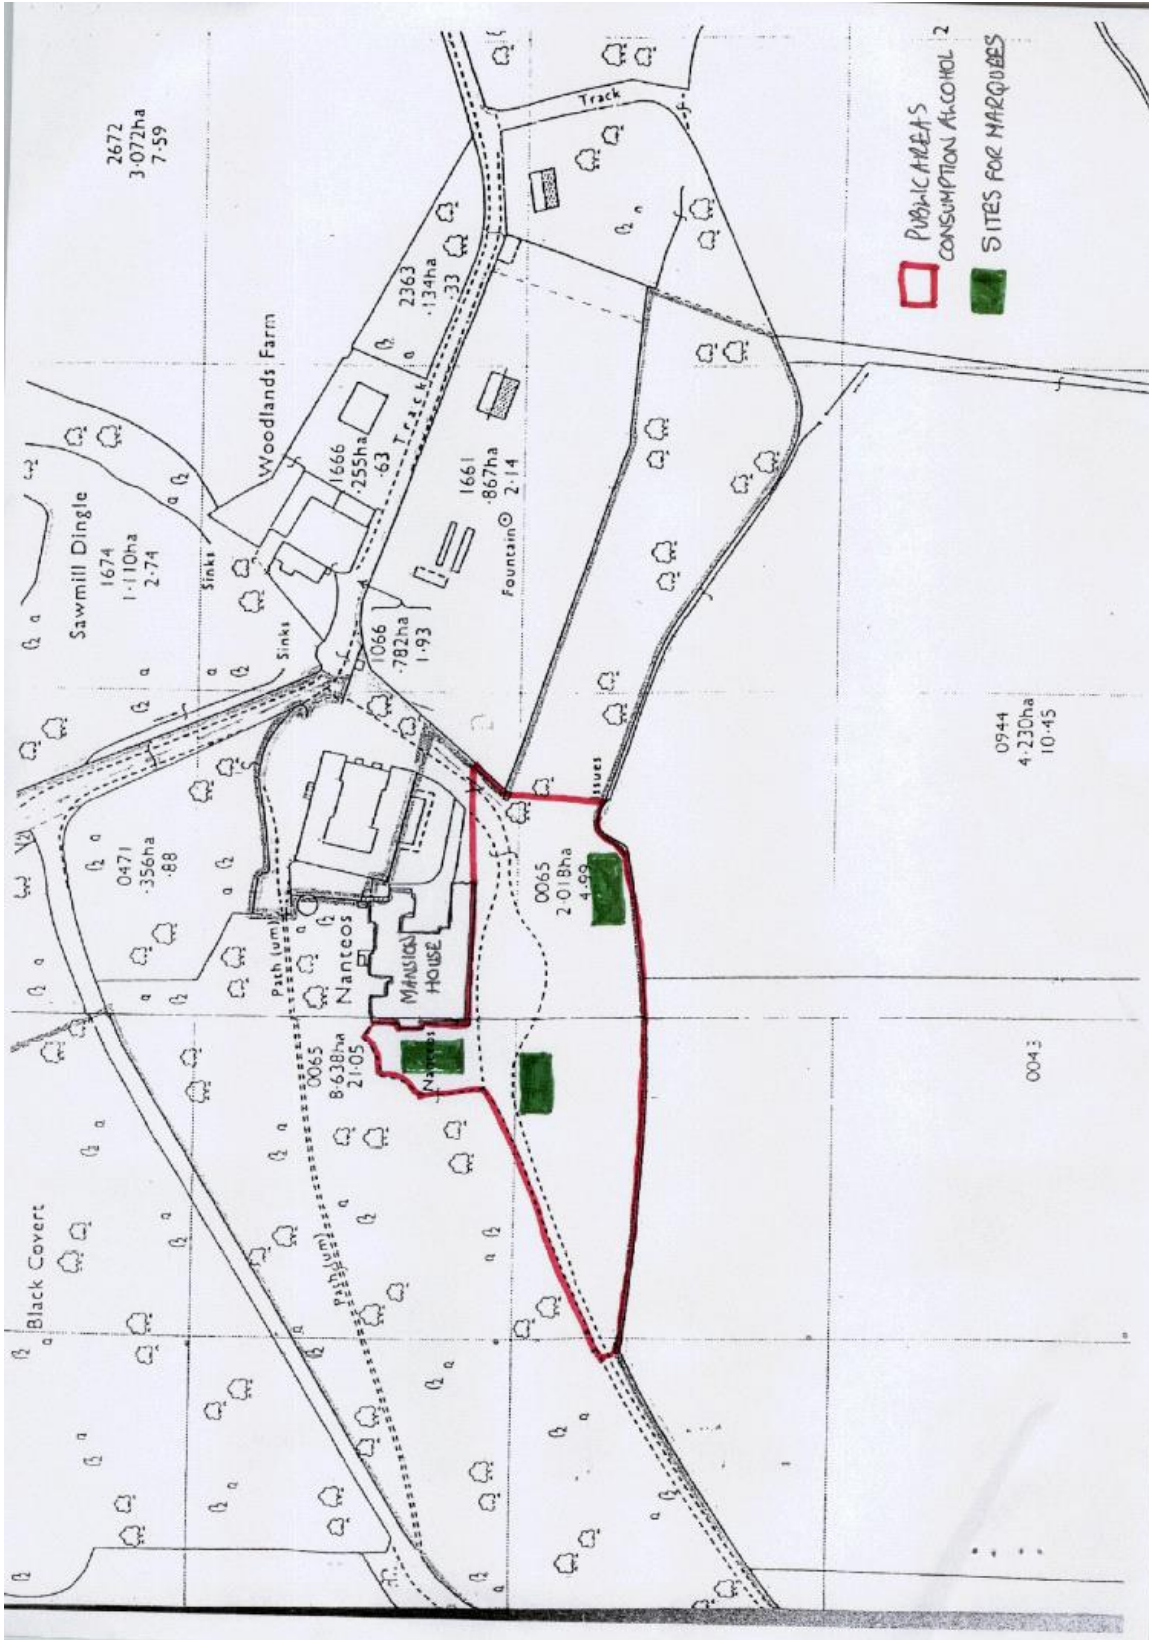 Black Covert
Sawmill Dingle
1674
1·110ha
2·74
2672
3·072ha
7·59
Woodlands Farm
Sinks
Sinks
0471
·356ha
·88
Path (um)
Path (um)
Nanteos
0065
8·638ha
21·05
MANSION
HOUSE
Nanteos
1066
·782ha
1·93
1666
·255ha
·63
Track
2363
·134ha
·33
Track
1661
·867ha
2·14
Fountain
0065
2·018ha
4·99
Issues
0944
4·230ha
10·45
0043
PUBLIC AREAS 2
CONSUMPTION ALCOHOL
SITES FOR MARQUEES